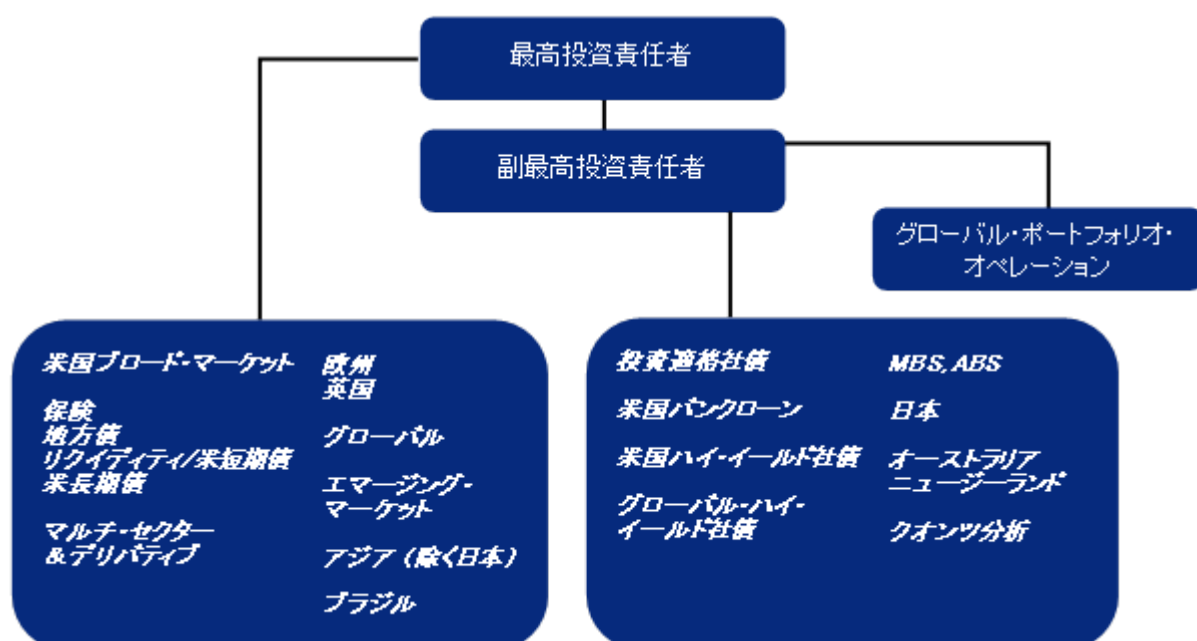 最高投資責任者
副最高投資責任者
グローバル・ポートフォリオ・
オペレーション
米国ブロード・マーケット
保険
地方債
リクイディティ/米短期債
米長期債
マルチ・セクター
&デリバティブ
欧州
英国
グローバル
エマージング・
マーケット
アジア（除く日本）
ブラジル
投資適格社債
米国バンクローン
米国ハイ・イールド社債
グローバル・ハイ・
イールド社債
MBS, ABS
日本
オーストラリア
ニュージーランド
クオンツ分析